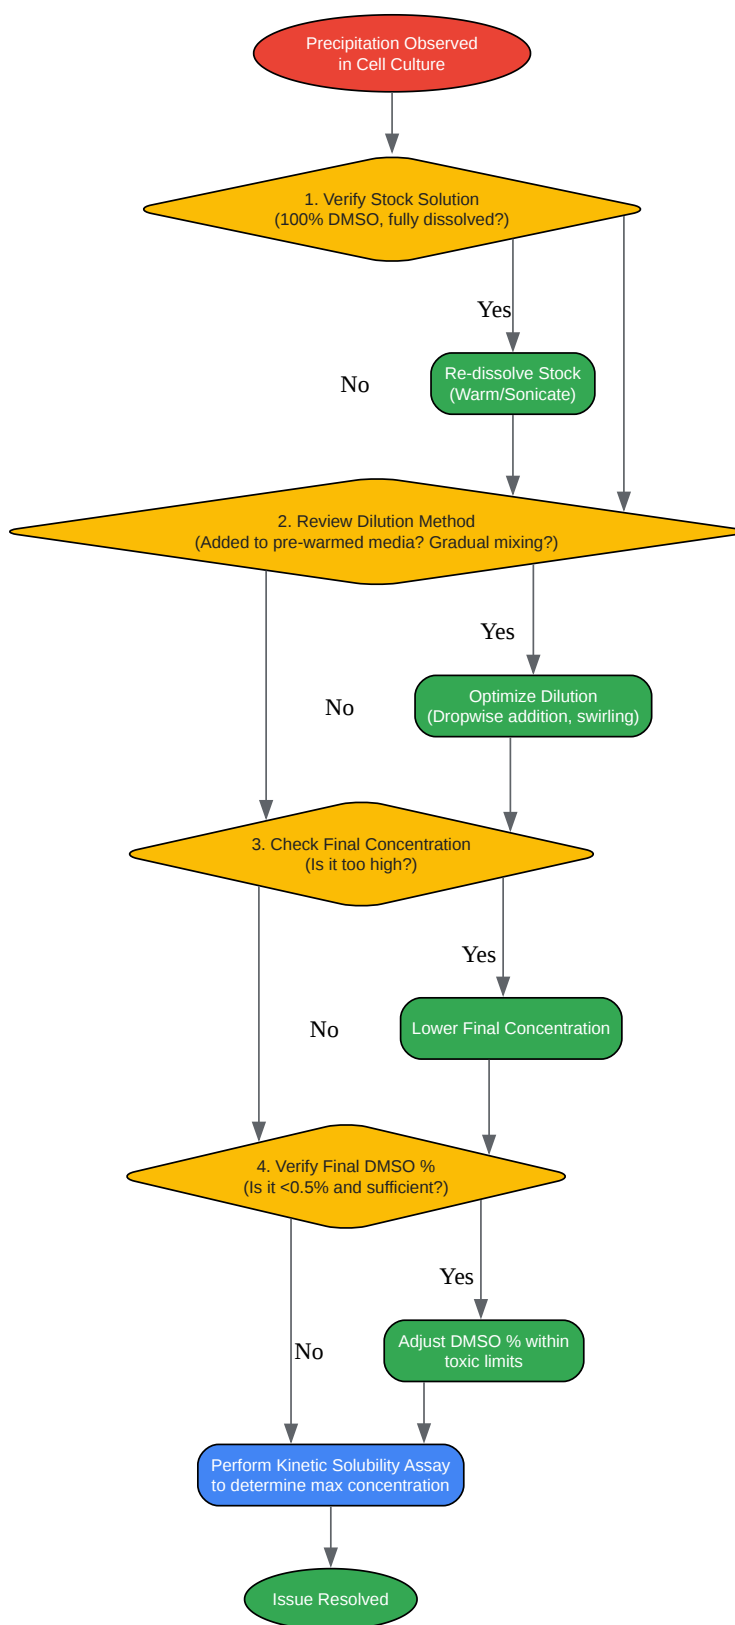 Precipitation Observed
in Cell Culture
1. Verify Stock Solution
(100% DMSO, fully dissolved?)
Yes
Re-dissolve Stock
(Warm/Sonicate)
No
2. Review Dilution Method
(Added to pre-warmed media? Gradual mixing?)
Yes
Optimize Dilution
(Dropwise addition, swirling)
No
3. Check Final Concentration
(Is it too high?)
Yes
Lower Final Concentration
No
4. Verify Final DMSO %
(Is it <0.5% and sufficient?)
Yes
Adjust DMSO % within
toxic limits
No
Perform Kinetic Solubility Assay
to determine max concentration
Issue Resolved